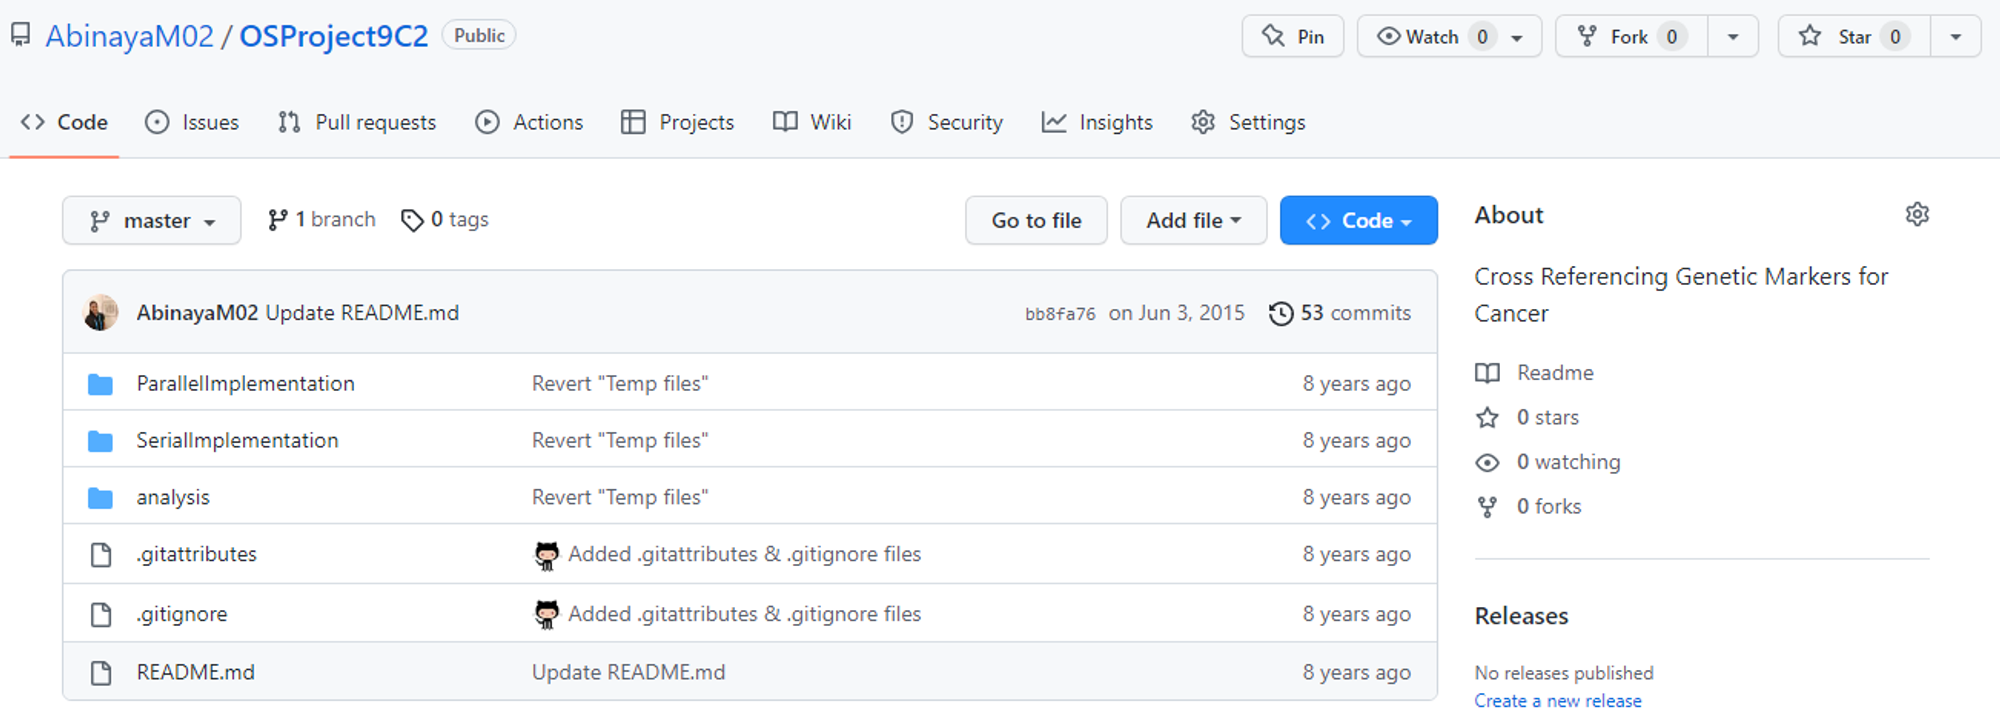 AbinayaM02 / OSProject9C2 Public Pin Watch 0 Fork 0 Star 0
Code Issues Pull requests Actions Projects Wiki Security Insights Settings
master 1 branch 0 tags Go to file Add file Code
AbinayaM02 Update README.md bb8fa76 on Jun 3, 2015 53 commits
ParallelImplementation Revert "Temp files" 8 years ago
SerialImplementation Revert "Temp files" 8 years ago
analysis Revert "Temp files" 8 years ago
.gitattributes Added .gitattributes & .gitignore files 8 years ago
.gitignore Added .gitattributes & .gitignore files 8 years ago
README.md Update README.md 8 years ago
About
Cross Referencing Genetic Markers for
Cancer
Readme
0 stars
0 watching
0 forks
Releases
No releases published
Create a new release